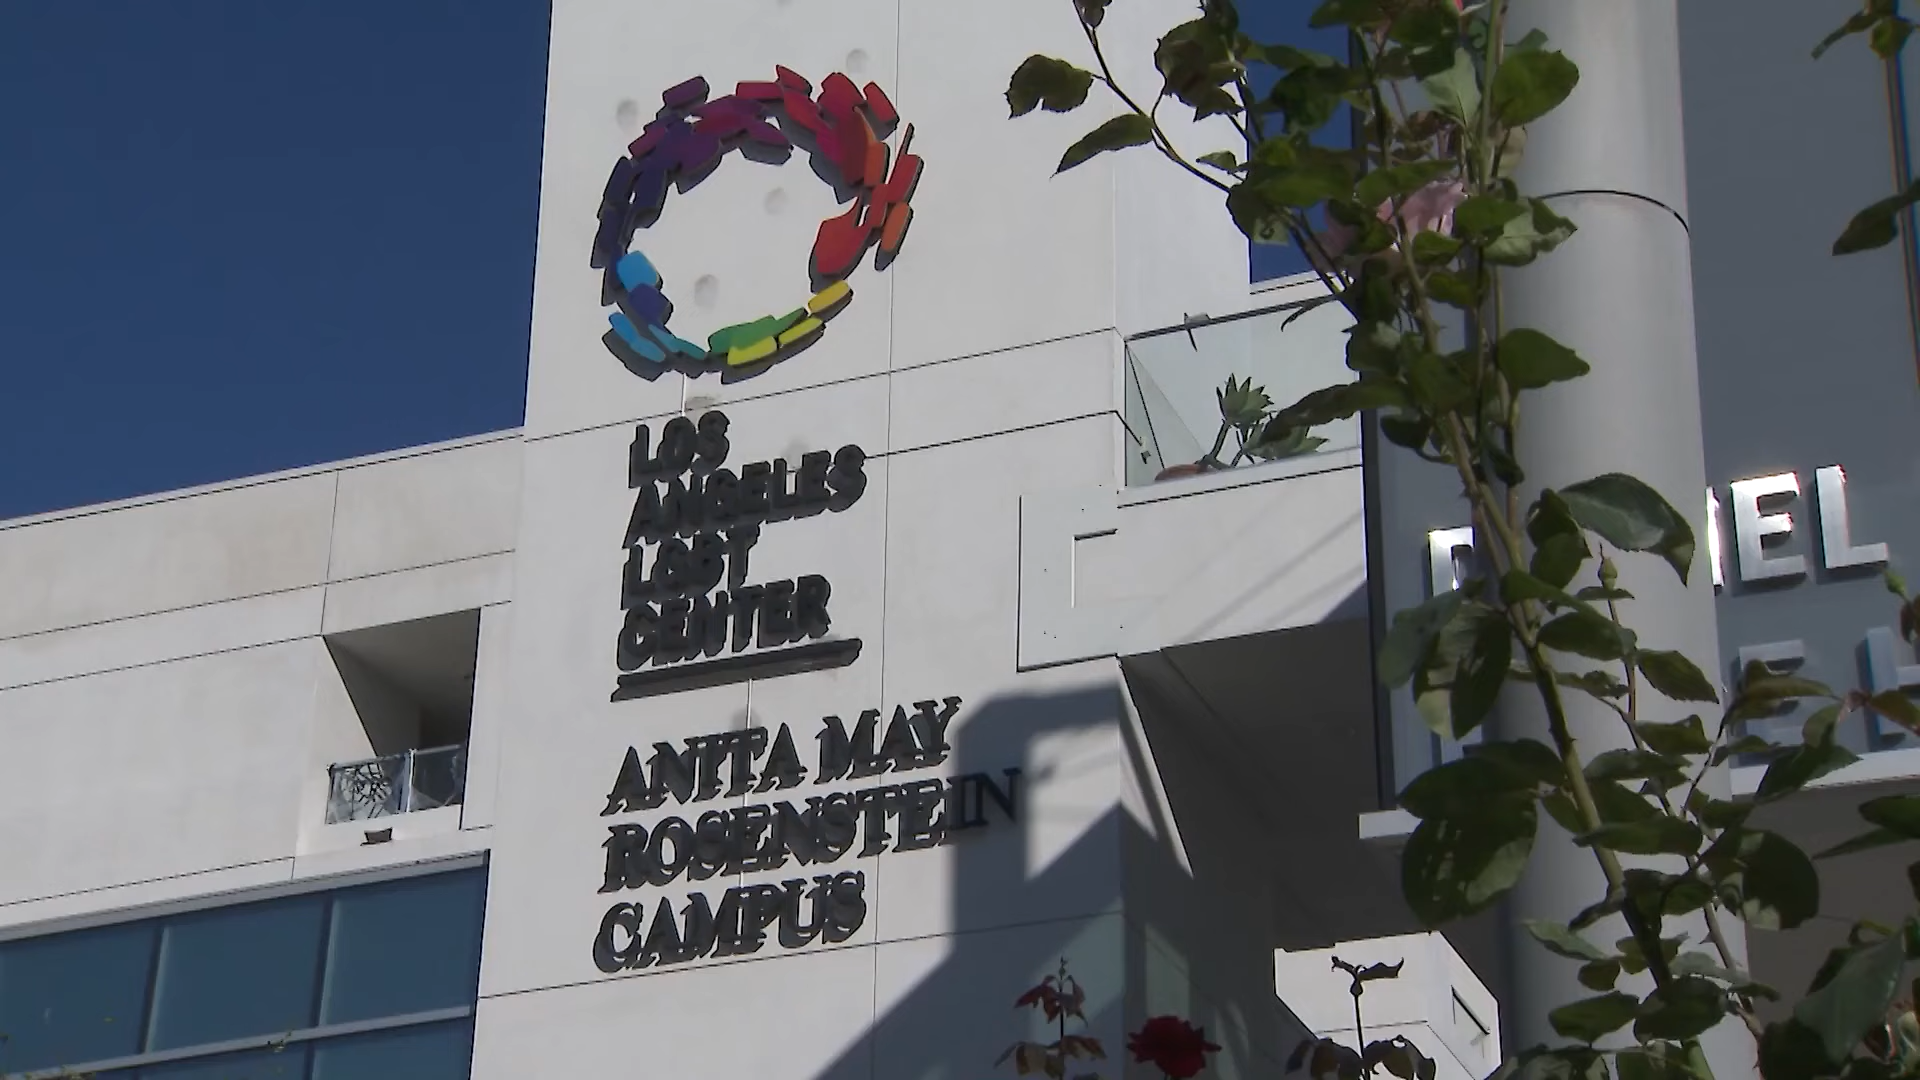 LOS
ANGELES
LGBT
CENTER
ANITA MAY
ROSENSTEIN
CAMPUS